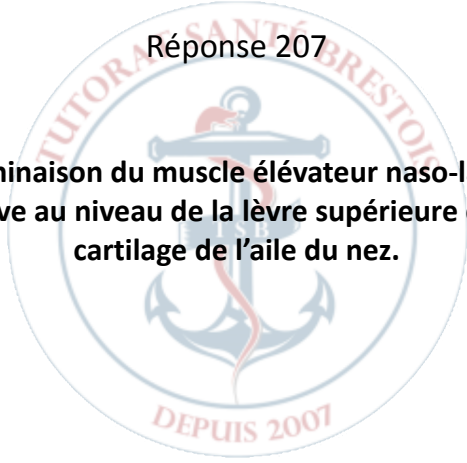 Réponse 207
TUTORAT SANTÉ BRESTOIS
minaison du muscle élévateur naso-l
ve au niveau de la lèvre supérieure
cartilage de l’aile du nez.
DEPUIS 2007